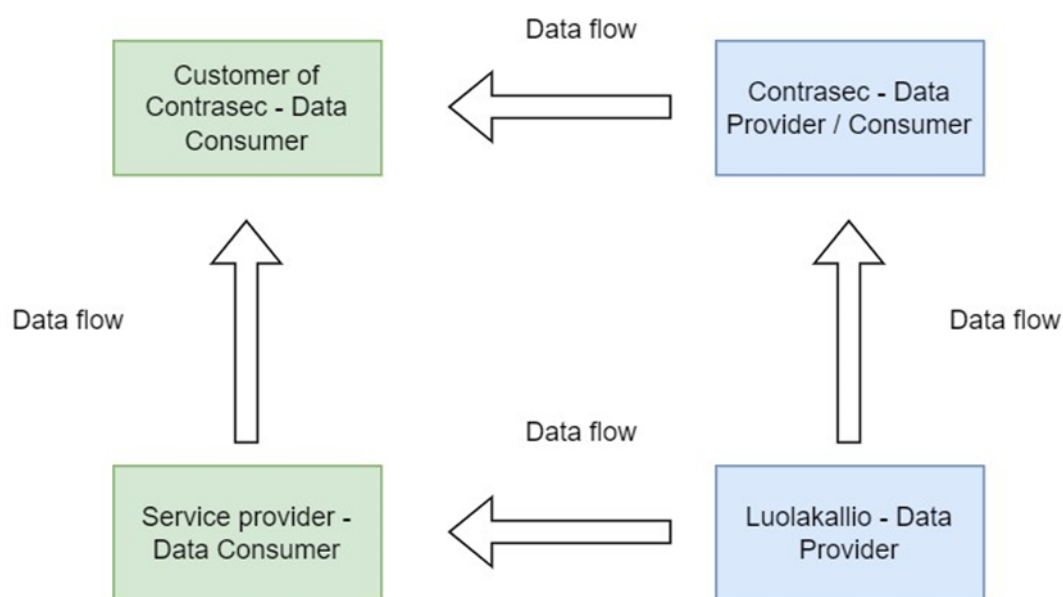 Data flow
Customer of
Contrasec - Data
Consumer
Contrasec - Data
Provider / Consumer
Data flow
Data flow
Data flow
Service provider -
Data Consumer
Luolakallio - Data
Provider